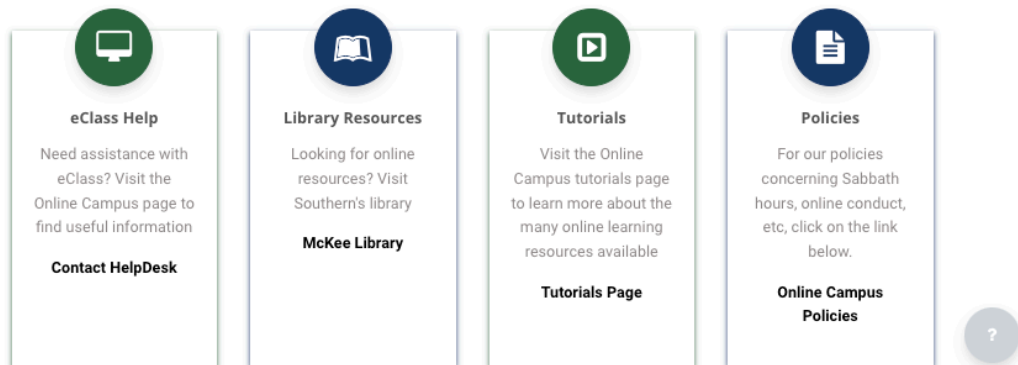 eClass Help
Need assistance with
eClass? Visit the
Online Campus page to
find useful information
Contact HelpDesk
Library Resources
Looking for online
resources? Visit
Southern's library
McKee Library
Tutorials
Visit the Online
Campus tutorials page
to learn more about the
many online learning
resources available
Tutorials Page
Policies
For our policies
concerning Sabbath
hours, online conduct,
etc, click on the link
below.
Online Campus
Policies
?